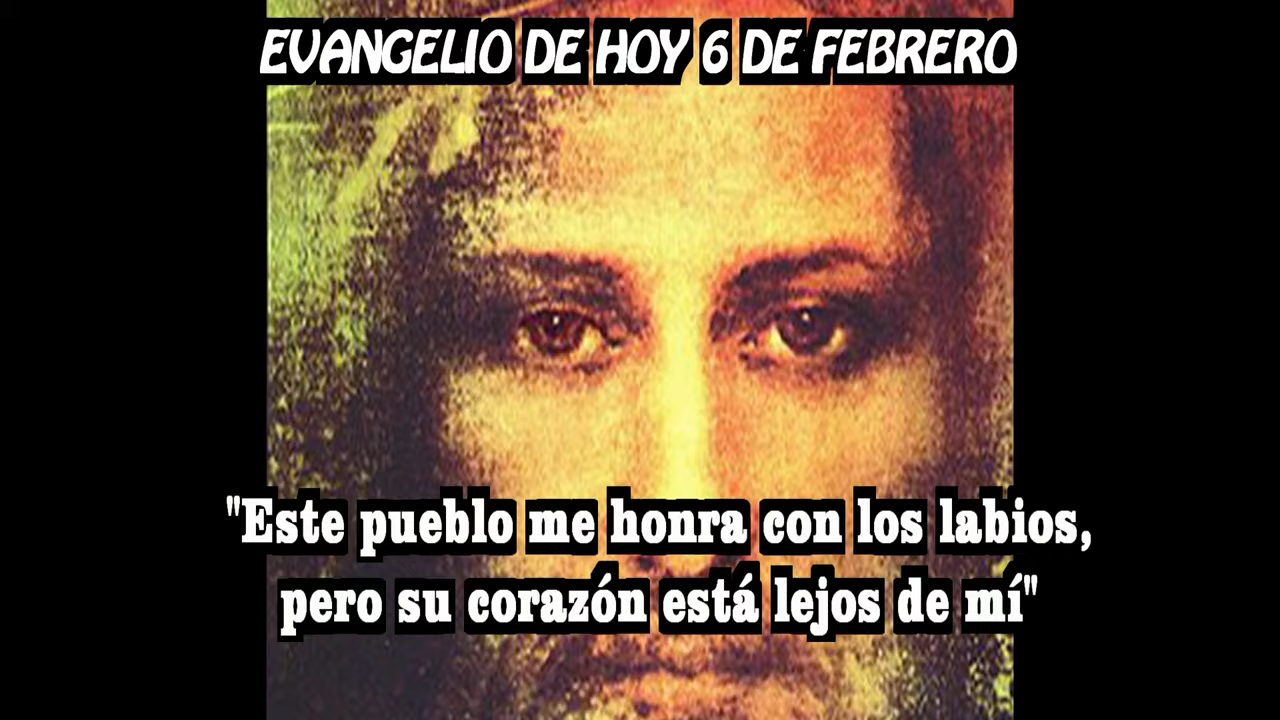 EVANGELIO DE HOY 6 DE FEBRERO
"Este pueblo me honra con los labios,
pero su corazón está lejos de mí"